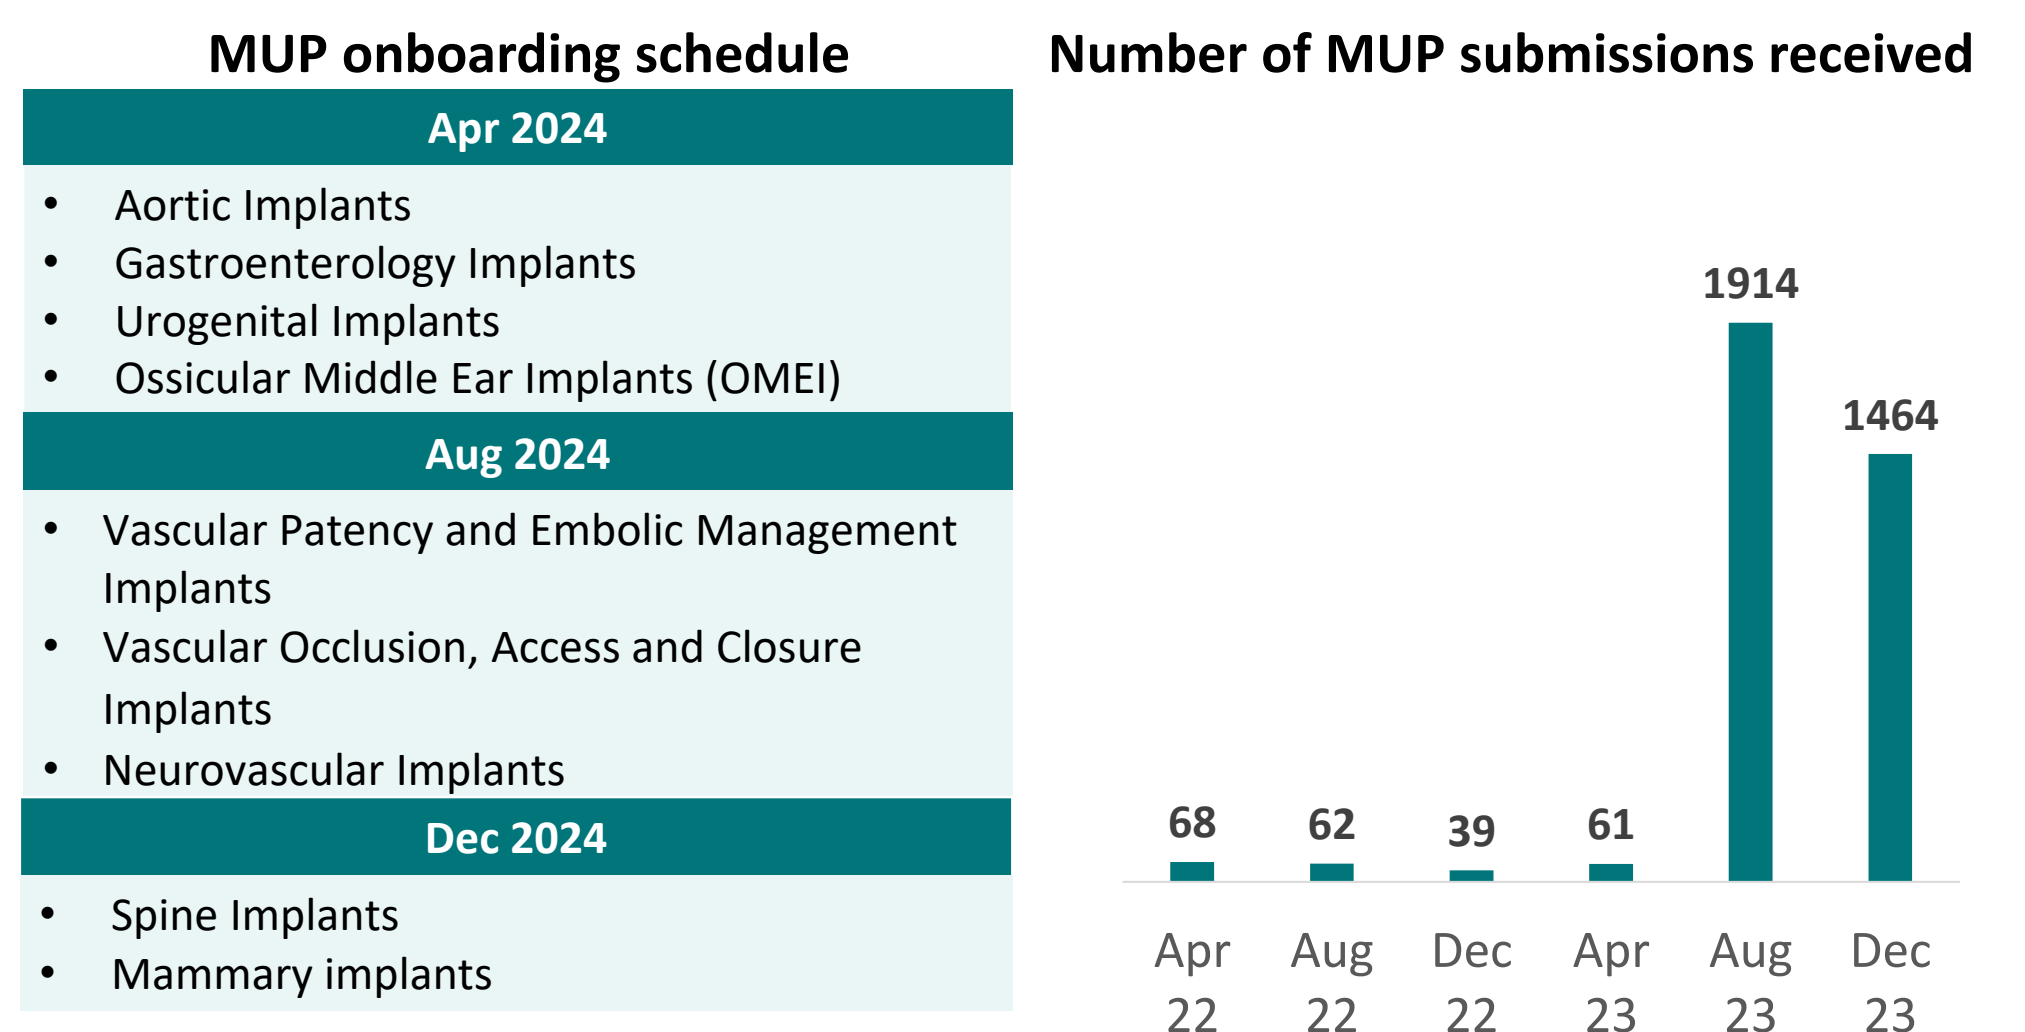 MUP onboarding schedule
Apr 2024
• Aortic Implants
• Gastroenterology Implants
• Urogenital Implants
• Ossicular Middle Ear Implants (OMEI)
Aug 2024
• Vascular Patency and Embolic Management
Implants
• Vascular Occlusion, Access and Closure
Implants
• Neurovascular Implants
Dec 2024
• Spine Implants
• Mammary implants
Number of MUP submissions received
68
62
39
61
1914
1464
Apr 22
Aug 22
Dec 22
Apr 23
Aug 23
Dec 23